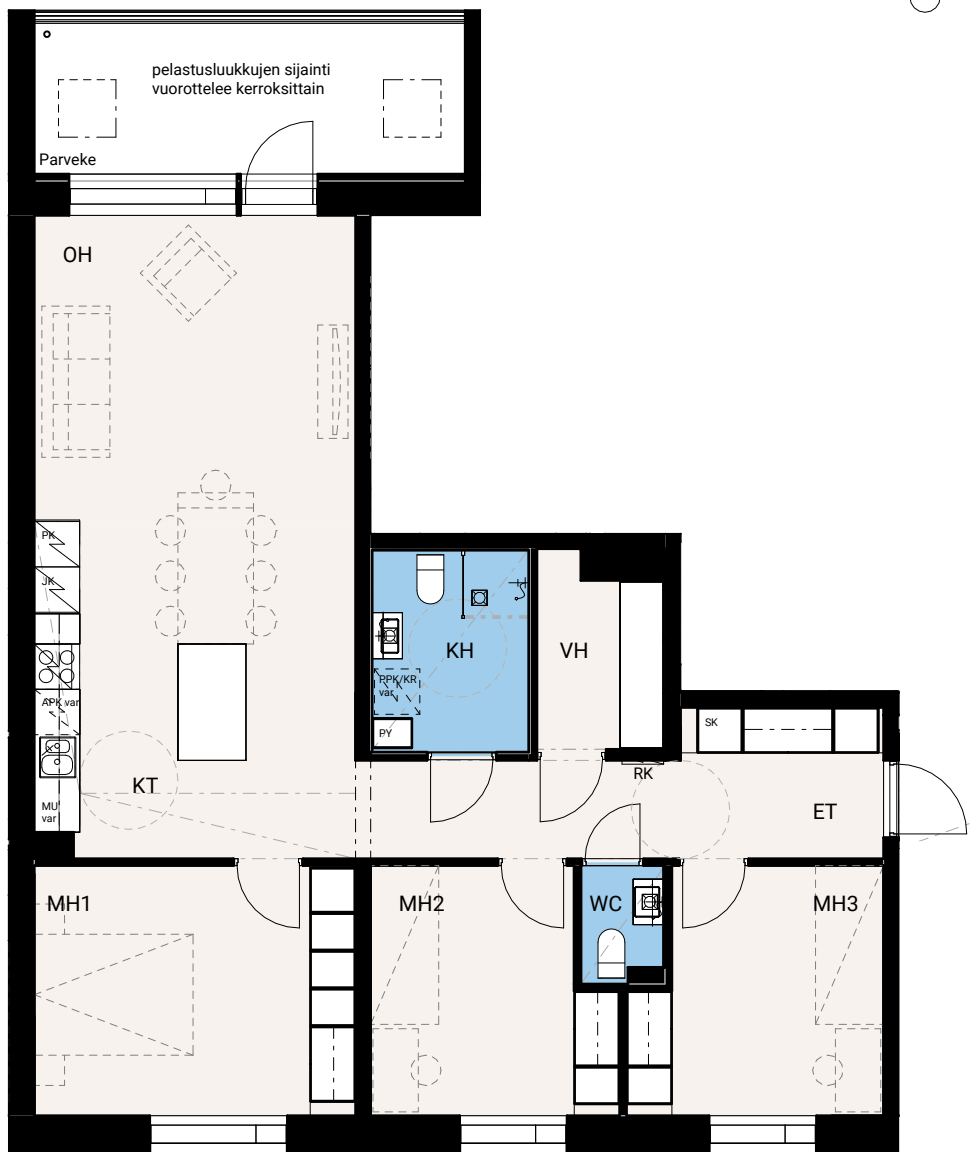 pelastusluukkujen sijainti
vuorottelee kerroksittain
Parveke
OH
PK
JK
APK var
MU
var
KT
KH
PPK/KR
var
PY
VH
SK
RK
ET
MH1
MH2
WC
MH3